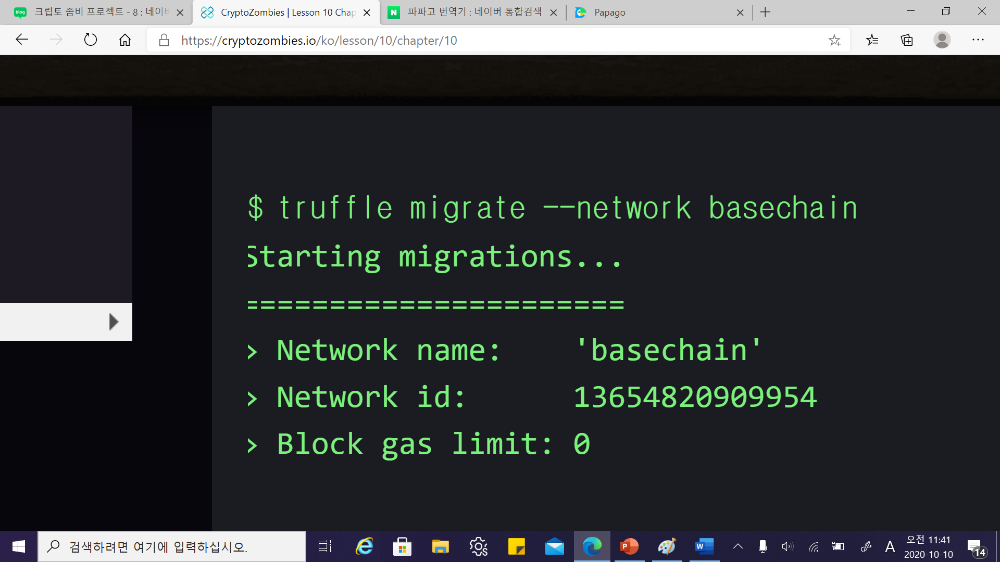 크립토 좀비 프로젝트 - 8 : 네이버
CryptoZombies | Lesson 10 Chap
파파고 번역기 : 네이버 통합검색
Papago
https://cryptozombies.io/ko/lesson/10/chapter/10
$ truffle migrate --network basechain
Starting migrations...
======================
> Network name: 'basechain'
> Network id: 13654820909954
> Block gas limit: 0
검색하려면 여기에 입력하십시오.
A
오전 11:41
2020-10-10
14